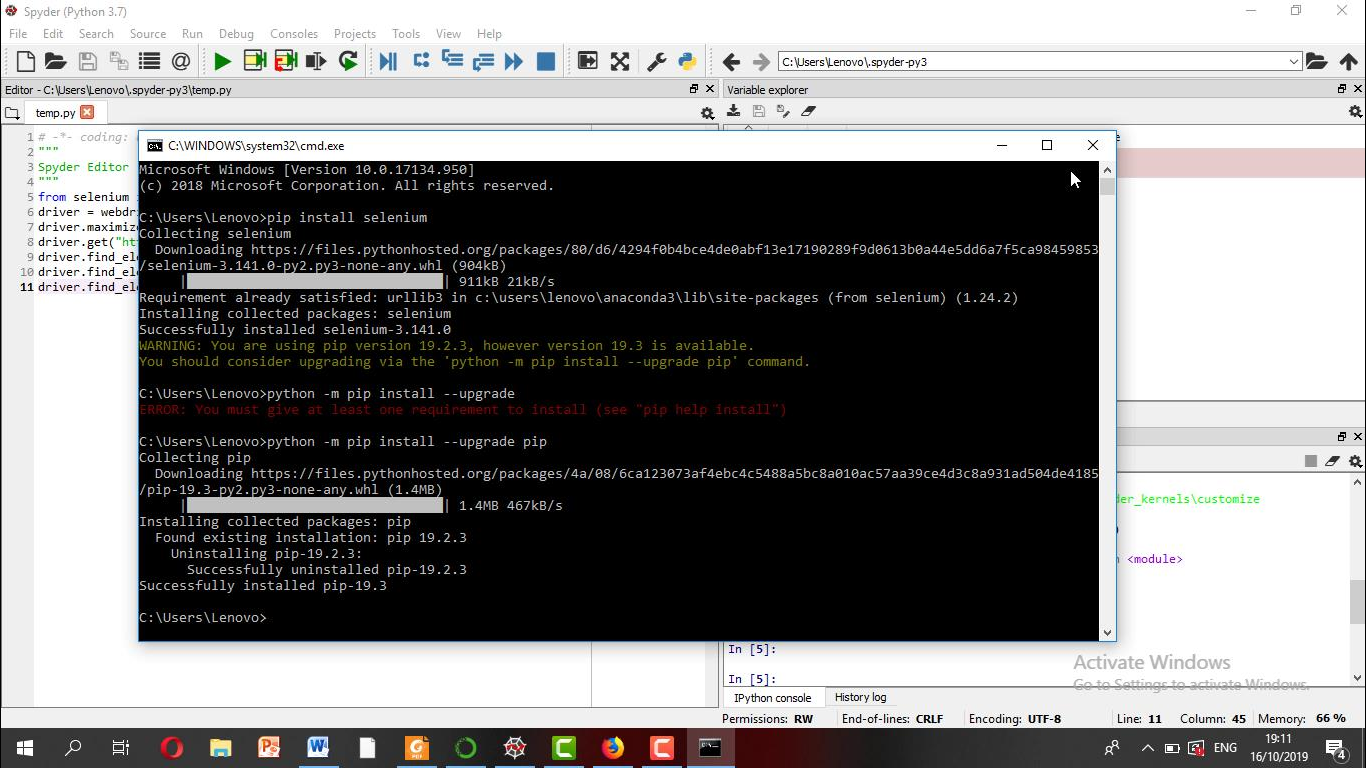 Spyder (Python 3.7)
File Edit Search Source Run Debug Consoles Projects Tools View Help
C:\Users\Lenovo\.spyder-py3
Editor - C:\Users\Lenovo\.spyder-py3\temp.py
Variable explorer
temp.py
1 # -*- coding:
2 """
3 Spyder Editor
4 """
5 from selenium
6 driver = webdr
7 driver.maximiz
8 driver.get("ht
9 driver.find_el
10 driver.find_el
11 driver.find_el
C:\WINDOWS\system32\cmd.exe
Microsoft Windows [Version 10.0.17134.950]
(c) 2018 Microsoft Corporation. All rights reserved.
C:\Users\Lenovo>pip install selenium
Collecting selenium
Downloading https://files.pythonhosted.org/packages/80/d6/4294f0b4bce4de0abf13e17190289f9d0613b0a44e5dd6a7f5ca98459853
/selenium-3.141.0-py2.py3-none-any.whl (904kB)
| | 911kB 21kB/s
Requirement already satisfied: urllib3 in c:\users\lenovo\anaconda3\lib\site-packages (from selenium) (1.24.2)
Installing collected packages: selenium
Successfully installed selenium-3.141.0
WARNING: You are using pip version 19.2.3, however version 19.3 is available.
You should consider upgrading via the 'python -m pip install --upgrade pip' command.
C:\Users\Lenovo>python -m pip install --upgrade
ERROR: You must give at least one requirement to install (see "pip help install")
C:\Users\Lenovo>python -m pip install --upgrade pip
Collecting pip
Downloading https://files.pythonhosted.org/packages/4a/08/6ca123073af4ebc4c5488a5bc8a010ac57aa39ce4d3c8a931ad504de4185
/pip-19.3-py2.py3-none-any.whl (1.4MB)
| | 1.4MB 467kB/s
Installing collected packages: pip
Found existing installation: pip 19.2.3
Uninstalling pip-19.2.3:
Successfully uninstalled pip-19.2.3
Successfully installed pip-19.3
C:\Users\Lenovo>
der_kernels\customize
<module>
In [5]:
In [5]:
Activate Windows
Go to Settings to activate Windows.
IPython console History log
Permissions: RW End-of-lines: CRLF Encoding: UTF-8 Line: 11 Column: 45 Memory: 66 %
ENG
19:11
16/10/2019
4